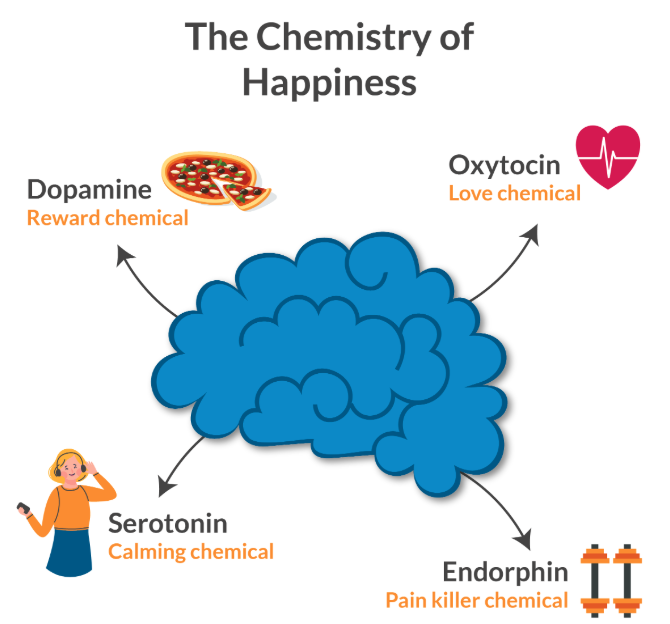 The Chemistry of
Happiness
Dopamine
Reward chemical
Oxytocin
Love chemical
Serotonin
Calming chemical
Endorphin
Pain killer chemical